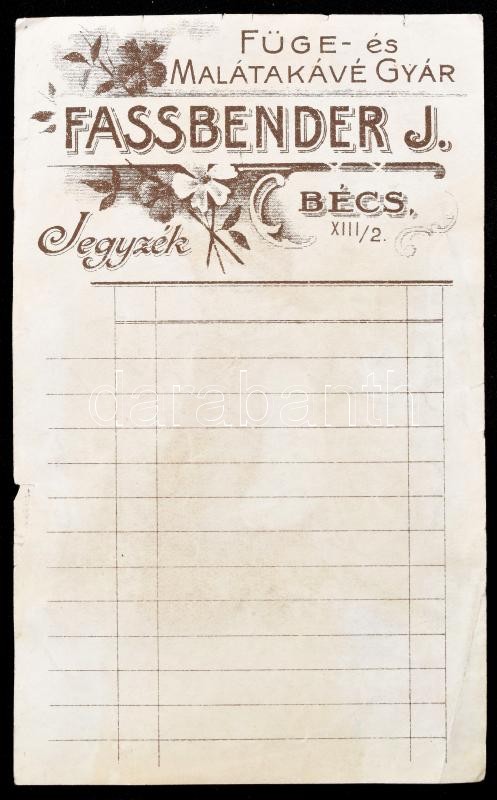 FÜGE- és
MALÁTAKÁVÉ GYÁR
FASSBENDER J.
BÉCS,
XIII/2.
Jegyzék
darabanth